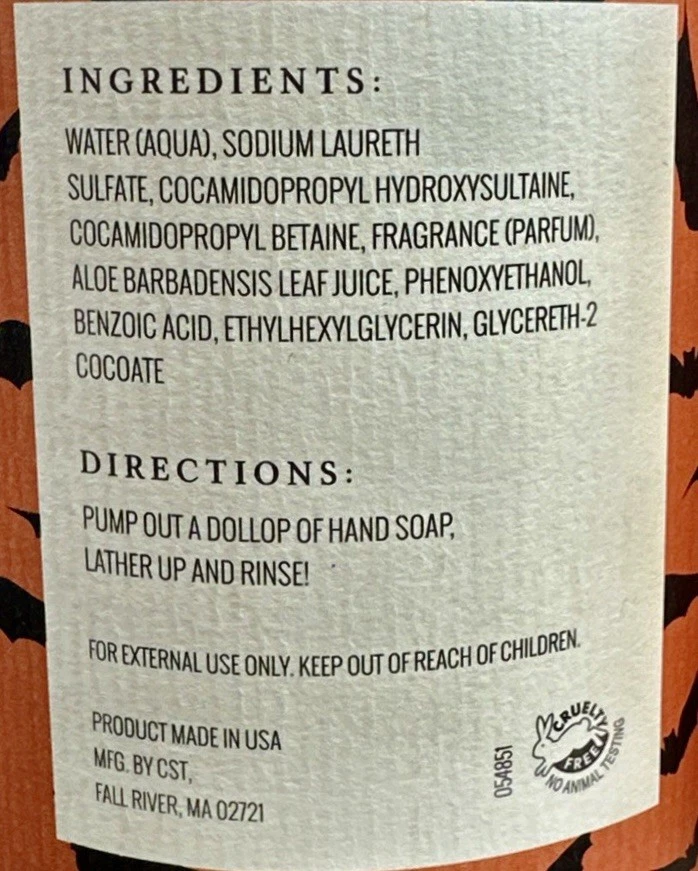 INGREDIENTS:
WATER (AQUA), SODIUM LAURETH
SULFATE, COCAMIDOPROPYL HYDROXYSULTAINE,
COCAMIDOPROPYL BETAINE, FRAGRANCE (PARFUM),
ALOE BARBADENSIS LEAF JUICE, PHENOXYETHANOL,
BENZOIC ACID, ETHYLHEXYLGLYCERIN, GLYCERETH-2
COCOATE
DIRECTIONS:
PUMP OUT A DOLLOP OF HAND SOAP,
LATHER UP AND RINSE!
FOR EXTERNAL USE ONLY. KEEP OUT OF REACH OF CHILDREN.
PRODUCT MADE IN USA
MFG. BY CST,
FALL RIVER, MA 02721
054851
CRUELTY
FREE
NO ANIMAL TESTING